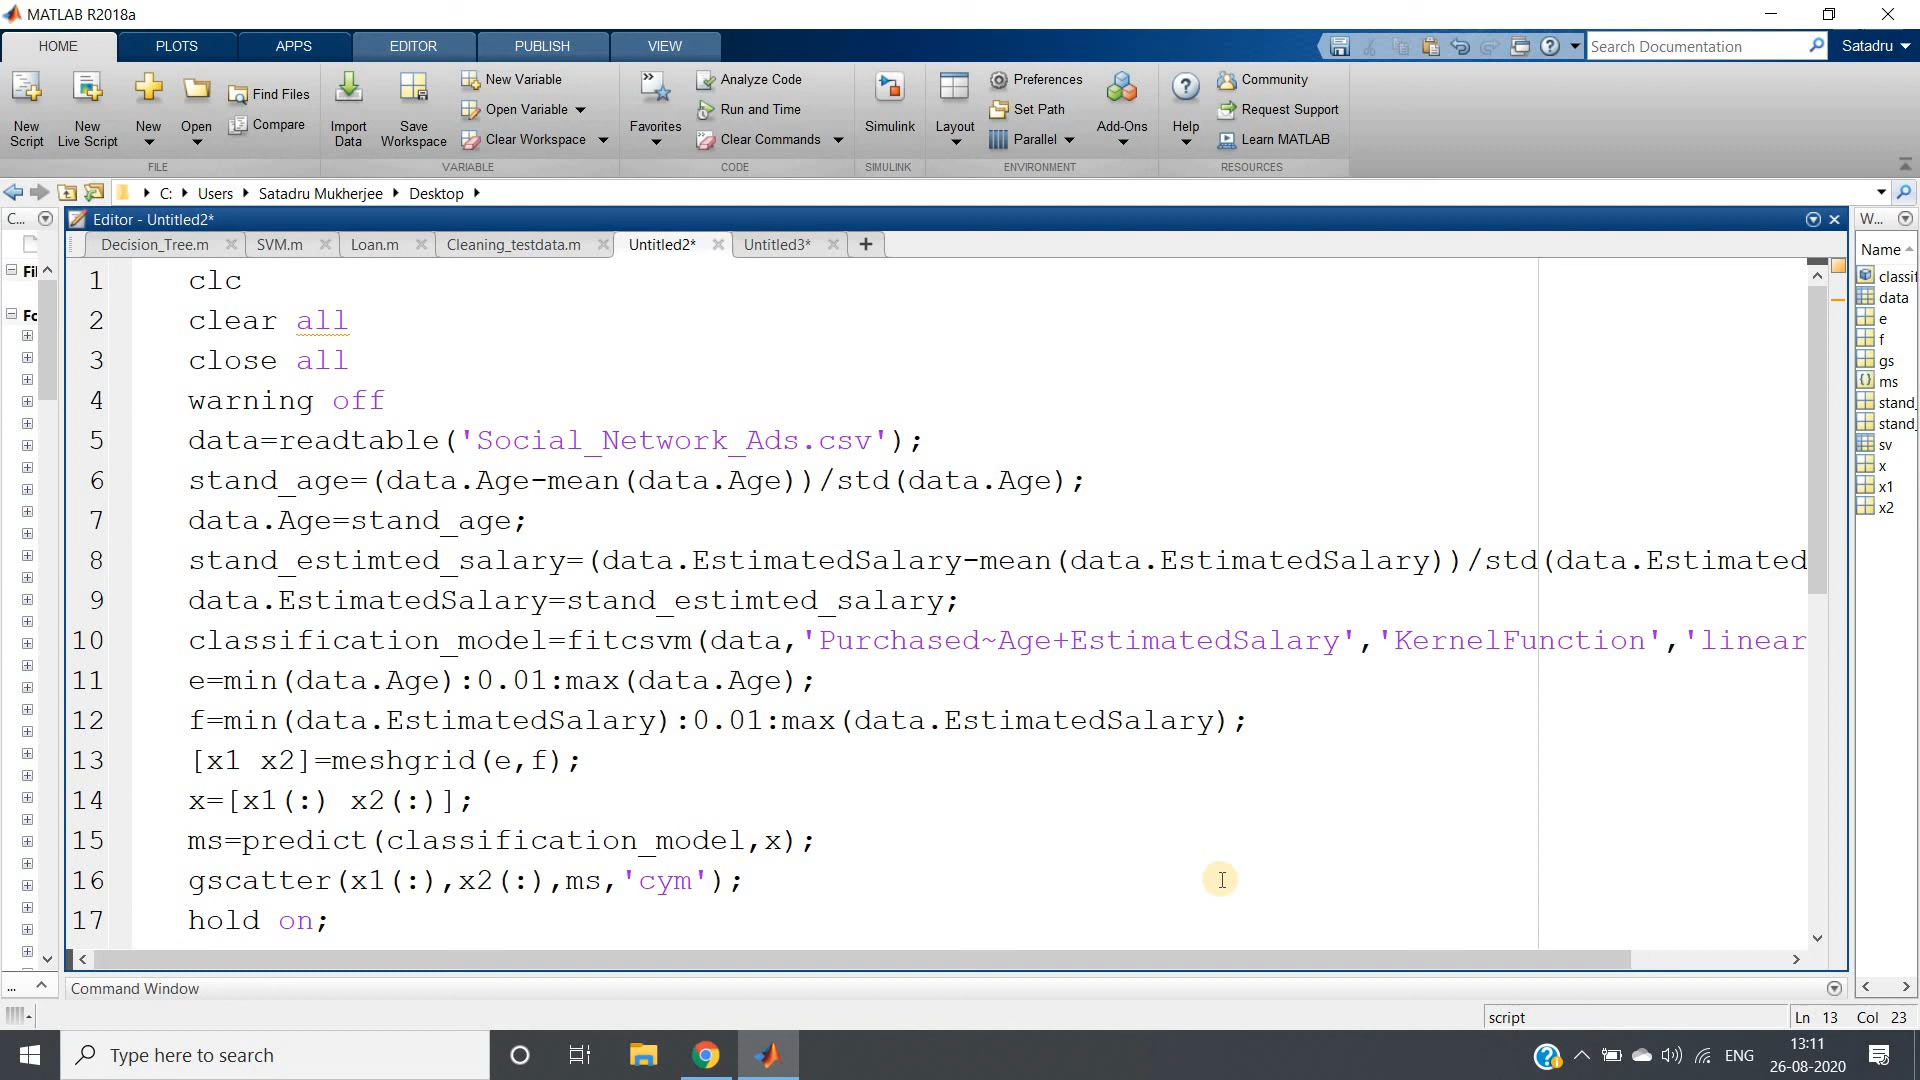 MATLAB R2018a
HOME PLOTS APPS EDITOR PUBLISH VIEW Search Documentation Satadru
New Script
New Live Script
New
Open
Find Files
Compare
Import Data
Save Workspace
New Variable
Open Variable
Clear Workspace
Favorites
Analyze Code
Run and Time
Clear Commands
Simulink
Layout
Preferences
Set Path
Parallel
Add-Ons
Help
Community
Request Support
Learn MATLAB
FILE VARIABLE CODE SIMULINK ENVIRONMENT RESOURCES
C: Users Satadru Mukherjee Desktop
C... Editor - Untitled2* W...
Decision_Tree.m SVM.m Loan.m Cleaning_testdata.m Untitled2* Untitled3*
1 clc
2 clear all
3 close all
4 warning off
5 data=readtable('Social_Network_Ads.csv');
6 stand_age=(data.Age-mean(data.Age))/std(data.Age);
7 data.Age=stand_age;
8 stand_estimted_salary=(data.EstimatedSalary-mean(data.EstimatedSalary))/std(data.Estimated
9 data.EstimatedSalary=stand_estimted_salary;
10 classification_model=fitcsvm(data,'Purchased~Age+EstimatedSalary','KernelFunction','linear
11 e=min(data.Age):0.01:max(data.Age);
12 f=min(data.EstimatedSalary):0.01:max(data.EstimatedSalary);
13 [x1 x2]=meshgrid(e,f);
14 x=[x1(:) x2(:)];
15 ms=predict(classification_model,x);
16 gscatter(x1(:),x2(:),ms,'cym');
17 hold on;
Name
classif
data
e
f
gs
ms
stand_
stand_
sv
x
x1
x2
... Command Window
script Ln 13 Col 23
Type here to search
ENG
13:11
26-08-2020